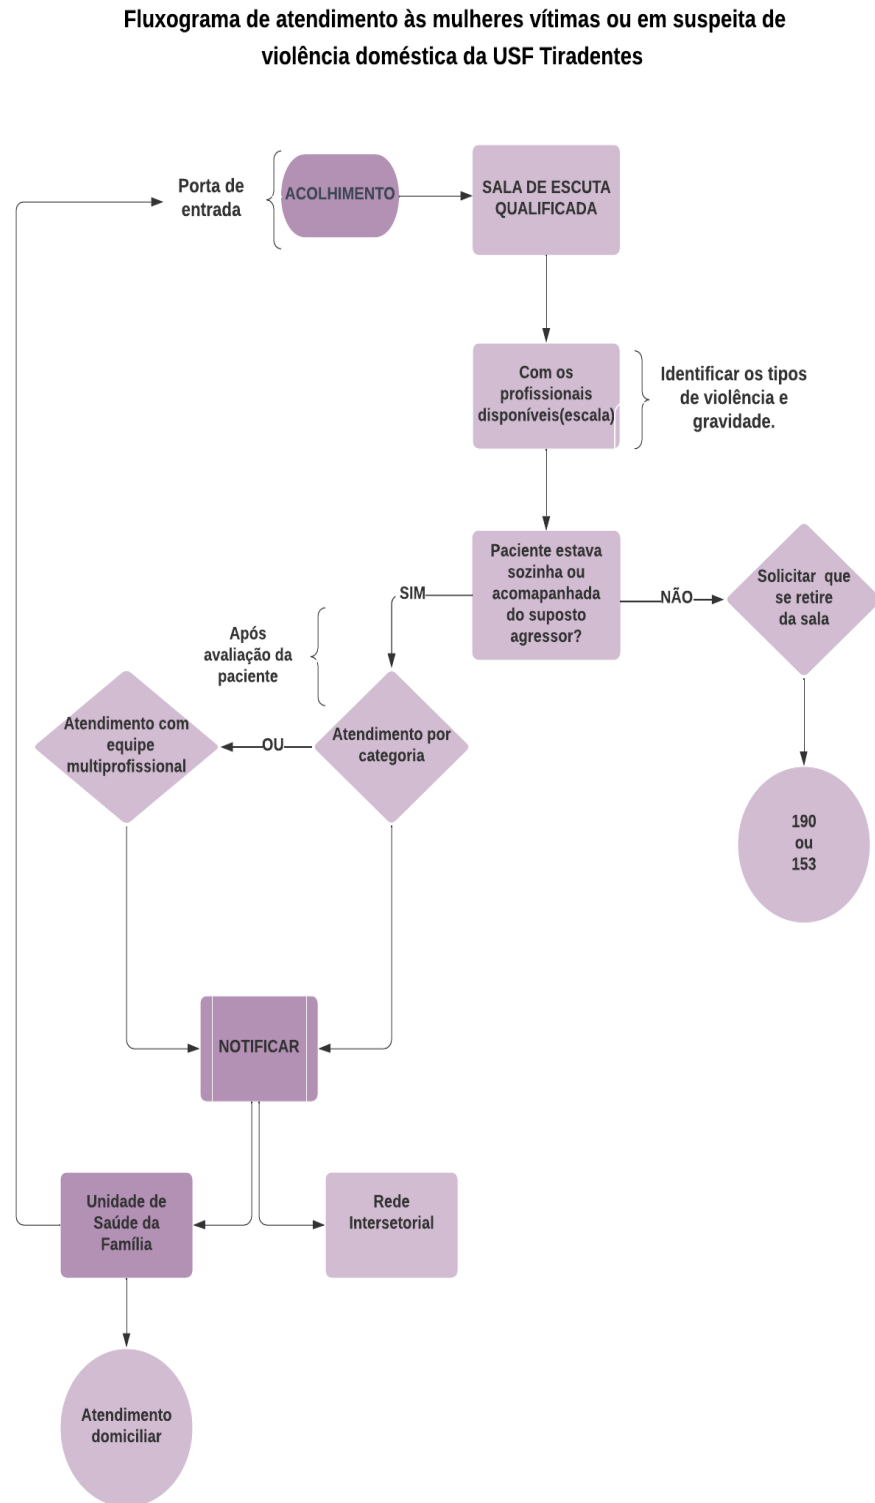 Fluxograma de atendimento às mulheres vítimas ou em suspeita de
violência doméstica da USF Tiradentes
Porta de
entrada
ACOLHIMENTO
SALA DE ESCUTA
QUALIFICADA
Com os
profissionais
disponíveis(escala)
Identificar os tipos
de violência e
gravidade.
Paciente estava
sozinha ou
acomapanhada
do suposto
agressor?
SIM
NÃO
Solicitar  que
se retire
da sala
Após
avaliação da
paciente
Atendimento por
categoria
OU
Atendimento com
equipe
multiprofissional
190
ou
153
NOTIFICAR
Unidade de
Saúde da
Família
Rede
Intersetorial
Atendimento
domiciliar